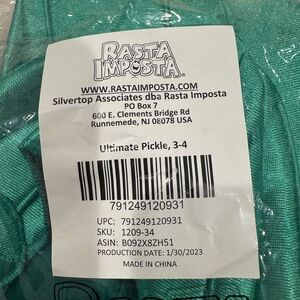 RASTA
IMPOSTA
WWW.RASTAIMPOSTA.COM
Silvertop Associates dba Rasta Imposta
PO Box 7
600 E. Clements Bridge Rd
Runnemede, NJ 08078 USA
Ultimate Pickle, 3-4
791249120931
UPC: 791249120931
SKU: 1209-34
ASIN: B092X8ZH51
PRODUCTION DATE: 1/30/2023
MADE IN CHINA